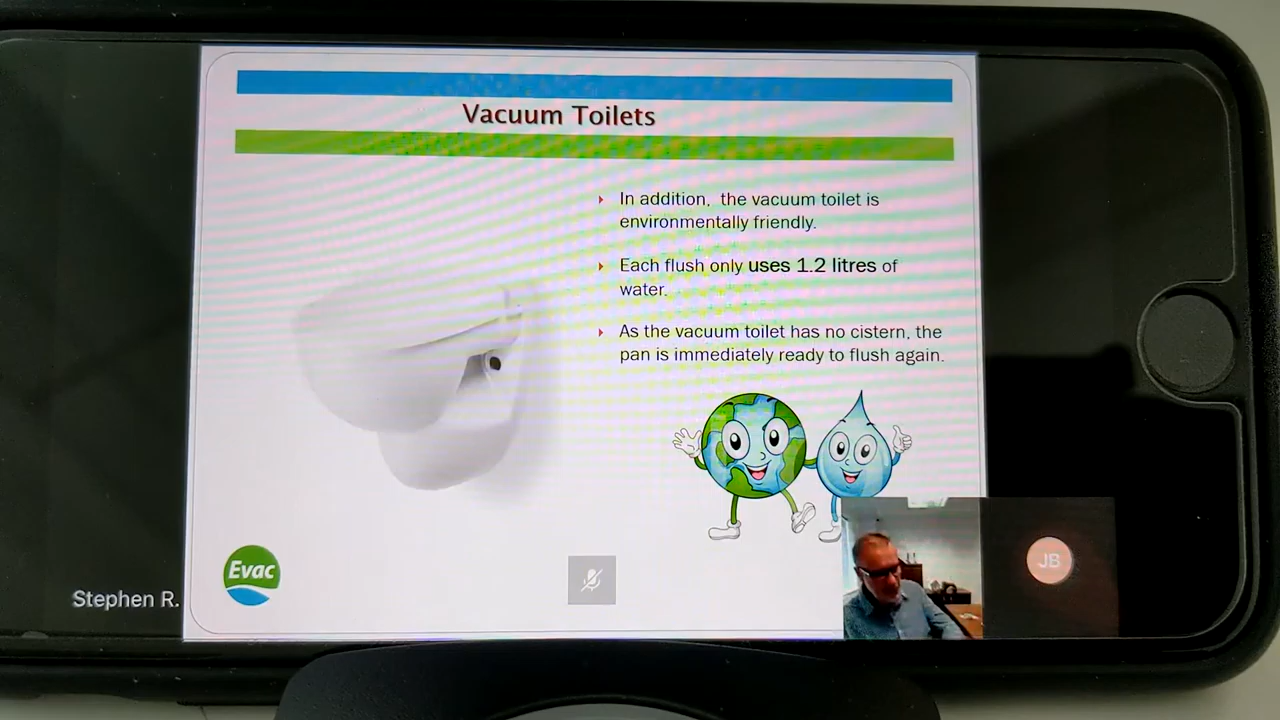 Vacuum Toilets
In addition, the vacuum toilet is
environmentally friendly.
Each flush only uses 1.2 litres of
water.
As the vacuum toilet has no cistern, the
pan is immediately ready to flush again.
Evac
Stephen R.
JB